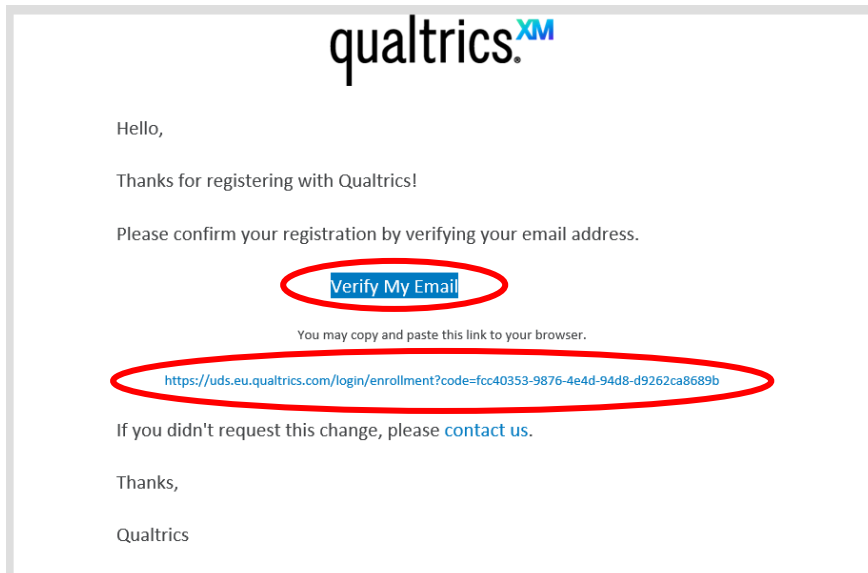 qualtrics.XM
Hello,
Thanks for registering with Qualtrics!
Please confirm your registration by verifying your email address.
Verify My Email
You may copy and paste this link to your browser.
https://uds.eu.qualtrics.com/login/enrollment?code=fcc40353-9876-4e4d-94d8-d9262ca8689b
If you didn't request this change, please contact us.
Thanks,
Qualtrics